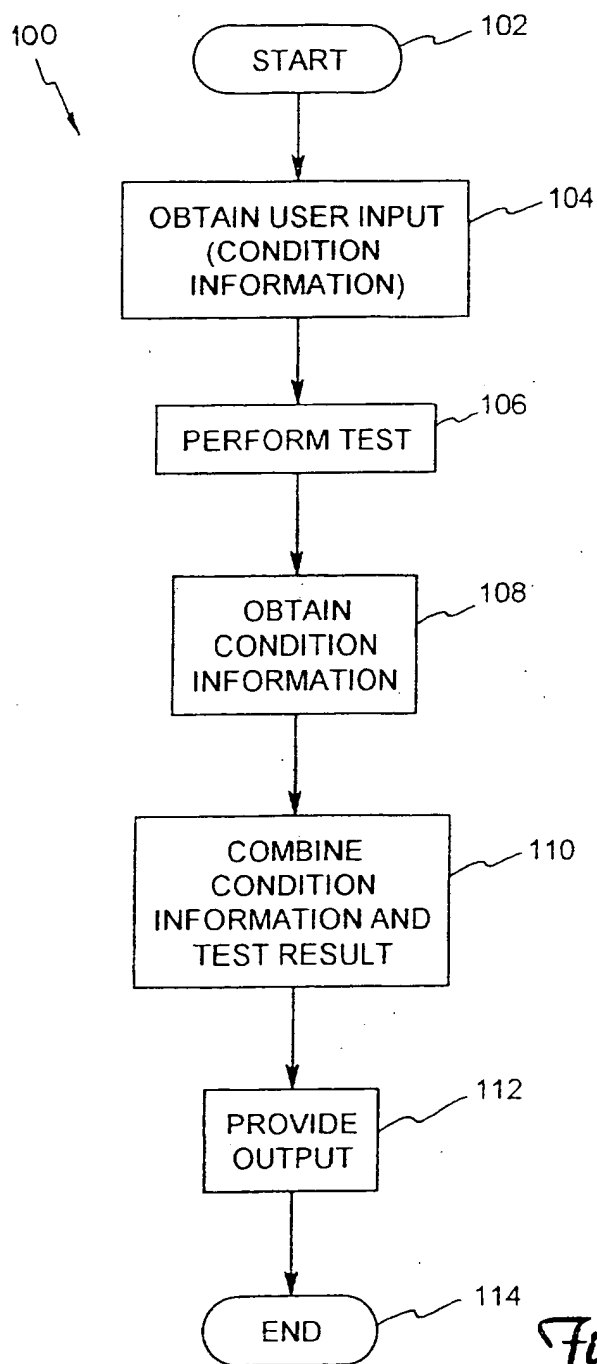 100
102
START
104
OBTAIN USER INPUT
(CONDITION
INFORMATION)
106
PERFORM TEST
108
OBTAIN
CONDITION
INFORMATION
110
COMBINE
CONDITION
INFORMATION AND
TEST RESULT
112
PROVIDE
OUTPUT
114
END